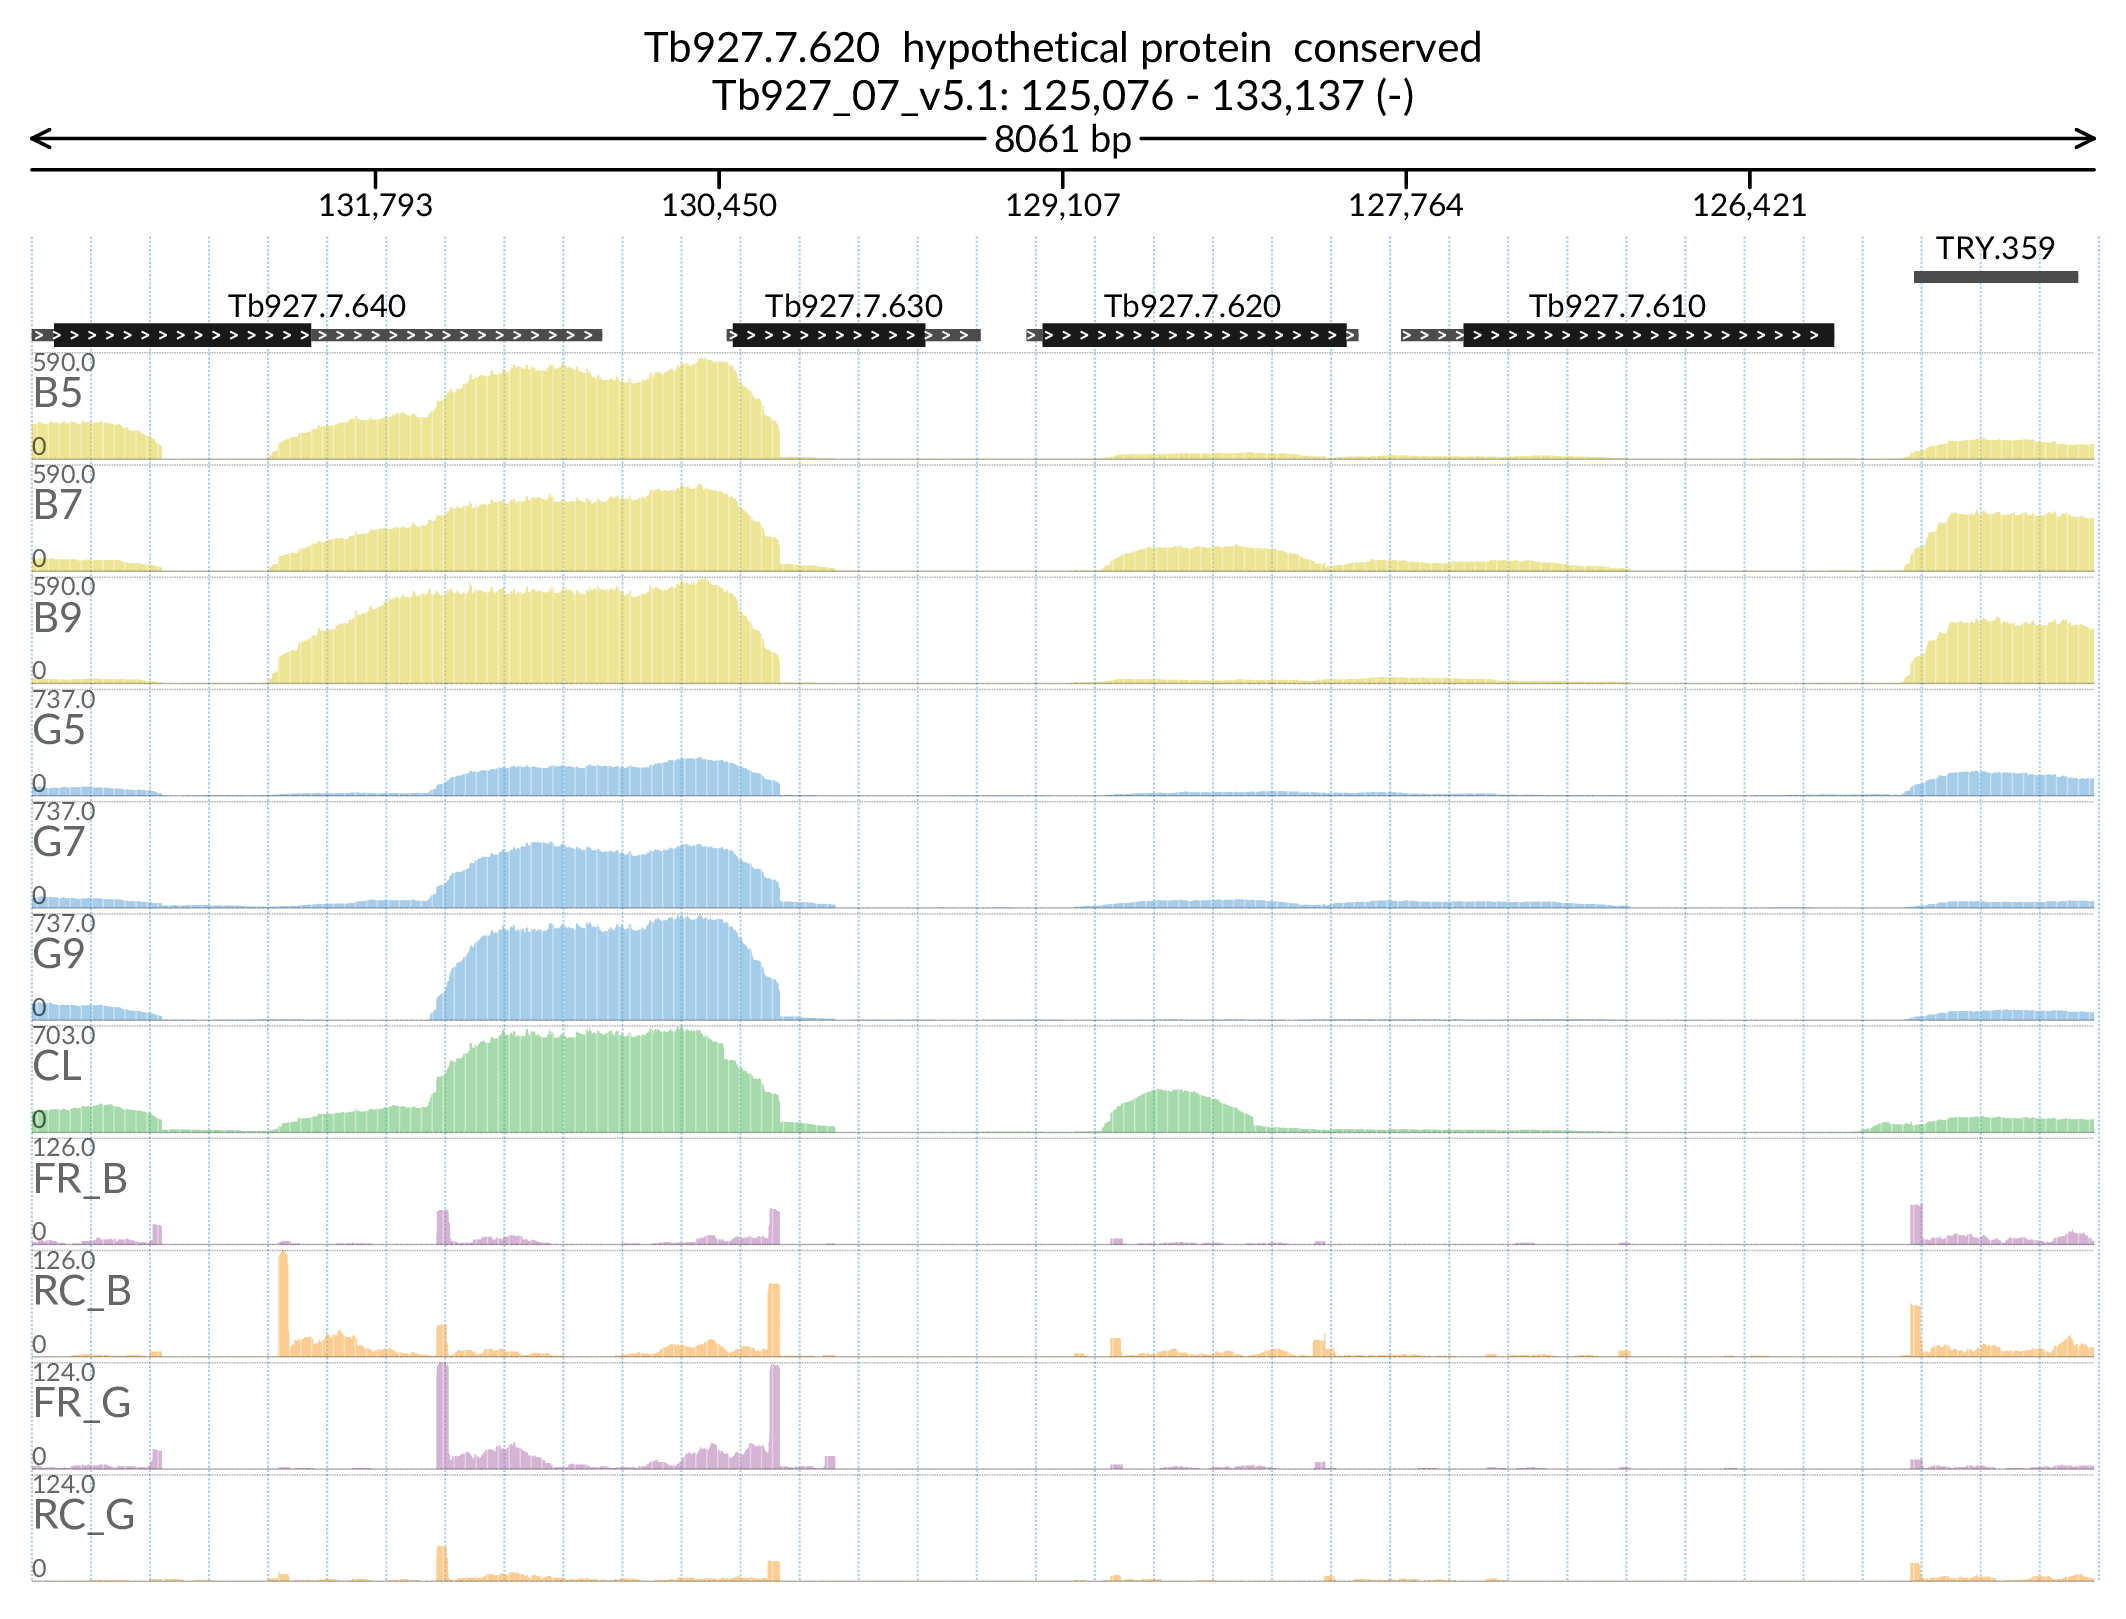 Tb927.7.620 hypothetical protein conserved
Tb927_07_v5.1: 125,076 - 133,137 (-)
8061 bp
131,793 130,450 129,107 127,764 126,421
TRY.359
Tb927.7.640 Tb927.7.630 Tb927.7.620 Tb927.7.610
590.0
B5
0
590.0
B7
0
590.0
B9
0
737.0
G5
0
737.0
G7
0
737.0
G9
0
703.0
CL
0
126.0
FR_B
0
126.0
RC_B
0
124.0
FR_G
0
124.0
RC_G
0